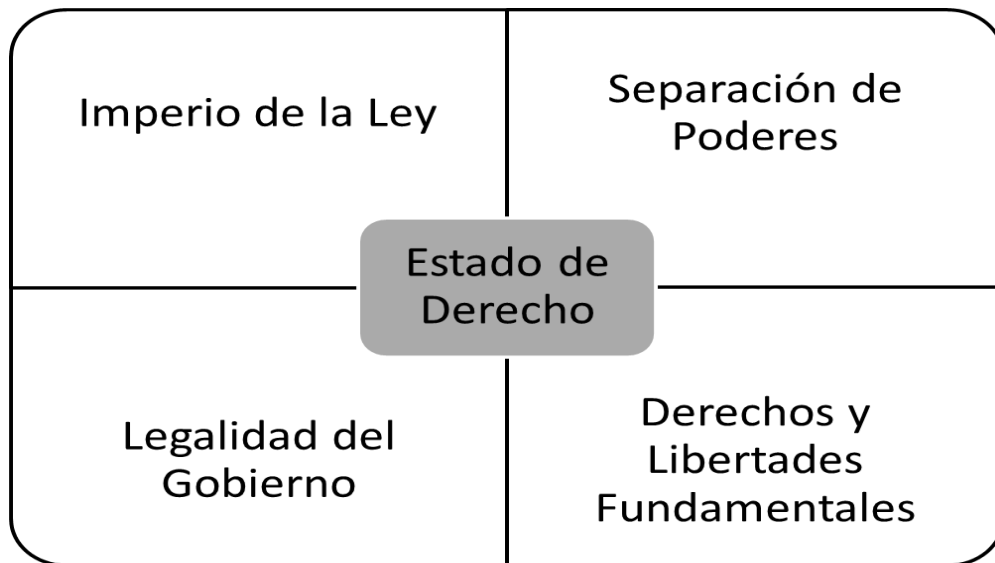 Imperio de la Ley
Separación de
Poderes
Estado de
Derecho
Legalidad del
Gobierno
Derechos y
Libertades
Fundamentales